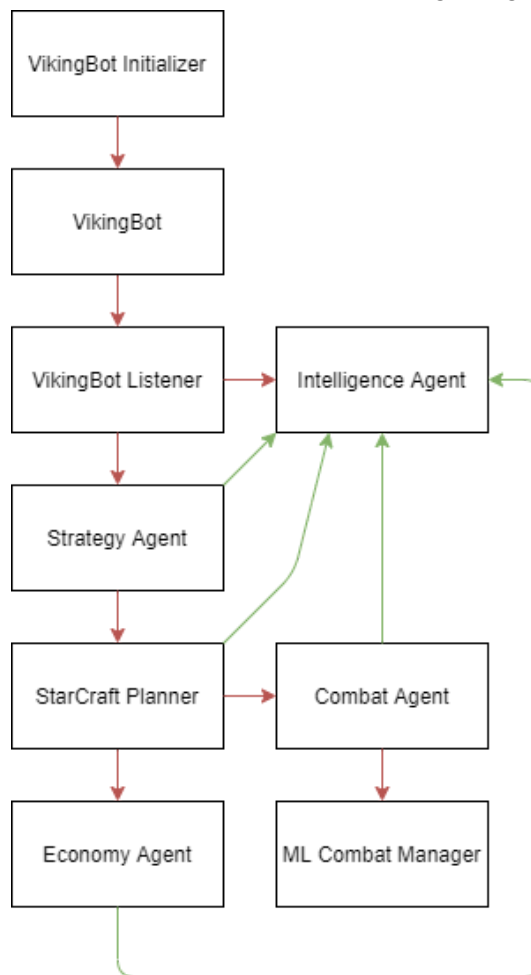 VikingBot Initializer
VikingBot
VikingBot Listener
Intelligence Agent
Strategy Agent
StarCraft Planner
Combat Agent
Economy Agent
ML Combat Manager